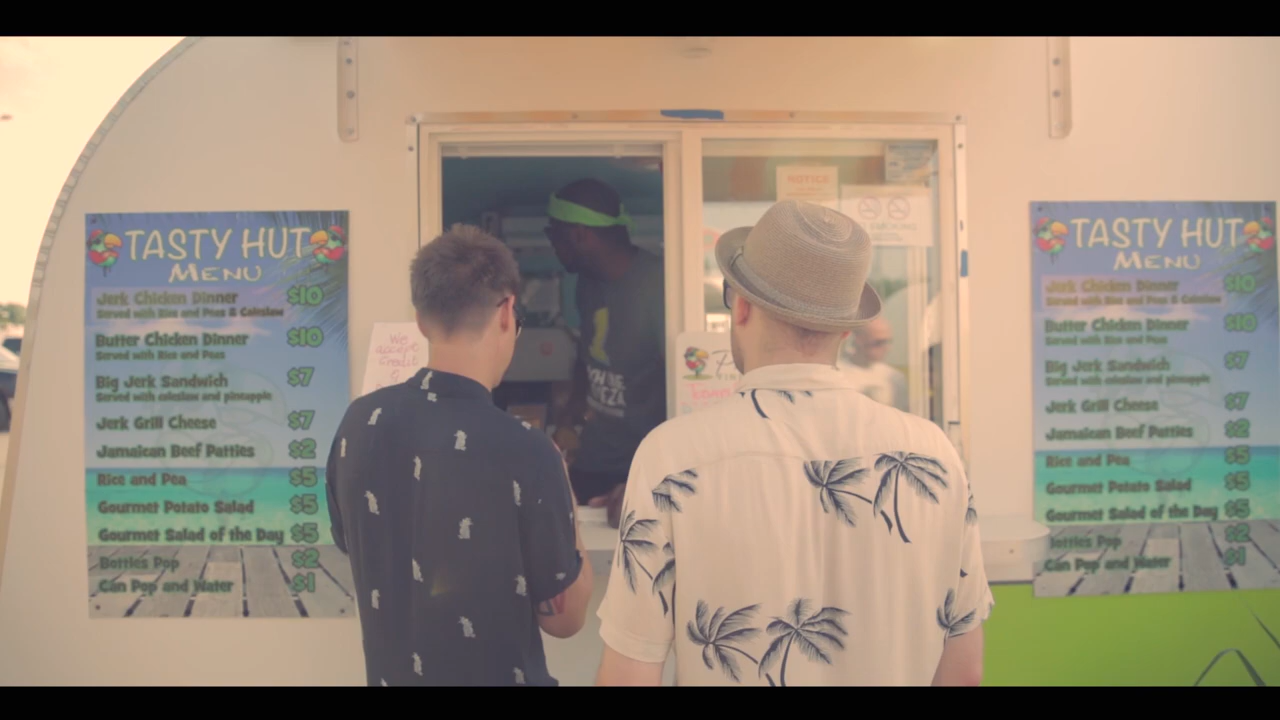 TASTY HUT
MENU
Jerk Chicken Dinner $10
Served with Rice and Peas & Coleslaw
Butter Chicken Dinner $10
Served with Rice and Peas
Big Jerk Sandwich $7
Served with coleslaw and pineapple
Jerk Grill Cheese $7
Jamaican Beef Patties $2
Rice and Pea $5
Gourmet Potato Salad $5
Gourmet Salad of the Day $5
Bottles Pop $2
Can Pop and Water $1
We
accept
Credit
NOTICE
SMOKING
TASTY HUT
MENU
Jerk Chicken Dinner $10
Served with Rice and Peas & Coleslaw
Butter Chicken Dinner $10
Served with Rice and Peas
Big Jerk Sandwich $7
Served with coleslaw and pineapple
Jerk Grill Cheese $7
Jamaican Beef Patties $2
Rice and Pea $5
Gourmet Potato Salad $5
Gourmet Salad of the Day $5
Bottles Pop $2
Can Pop and Water $1